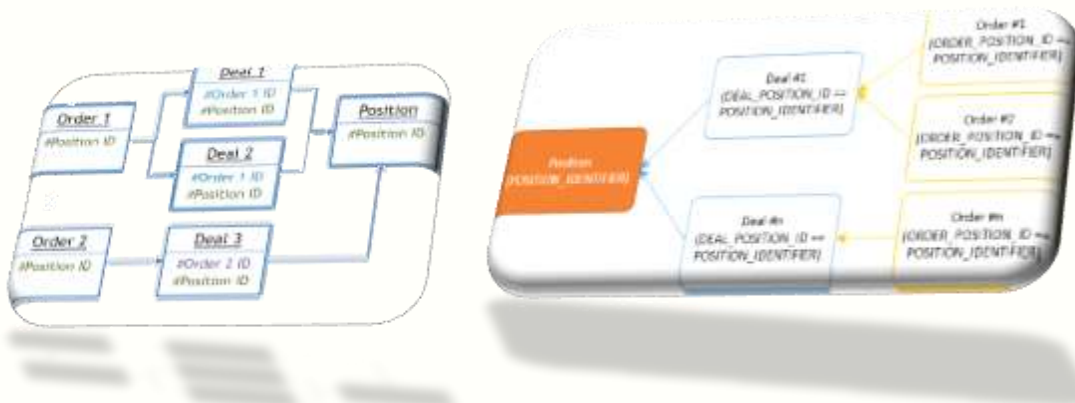 Deal 1
#Order 1 ID
#Position ID
Order 1
#Position ID
Position
#Position ID
Deal 2
#Order 1 ID
#Position ID
Order 2
#Position ID
Deal 3
#Order 2 ID
#Position ID
Position
[POSITION_IDENTIFIER]
Deal #1
(DEAL_POSITION_ID ==
POSITION_IDENTIFIER)
Deal #n
(DEAL_POSITION_ID ==
POSITION_IDENTIFIER)
Order #1
[ORDER_POSITION_ID ==
POSITION_IDENTIFIER]
Order #2
[ORDER_POSITION_ID ==
POSITION_IDENTIFIER]
Order #n
[ORDER_POSITION_ID ==
POSITION_IDENTIFIER]